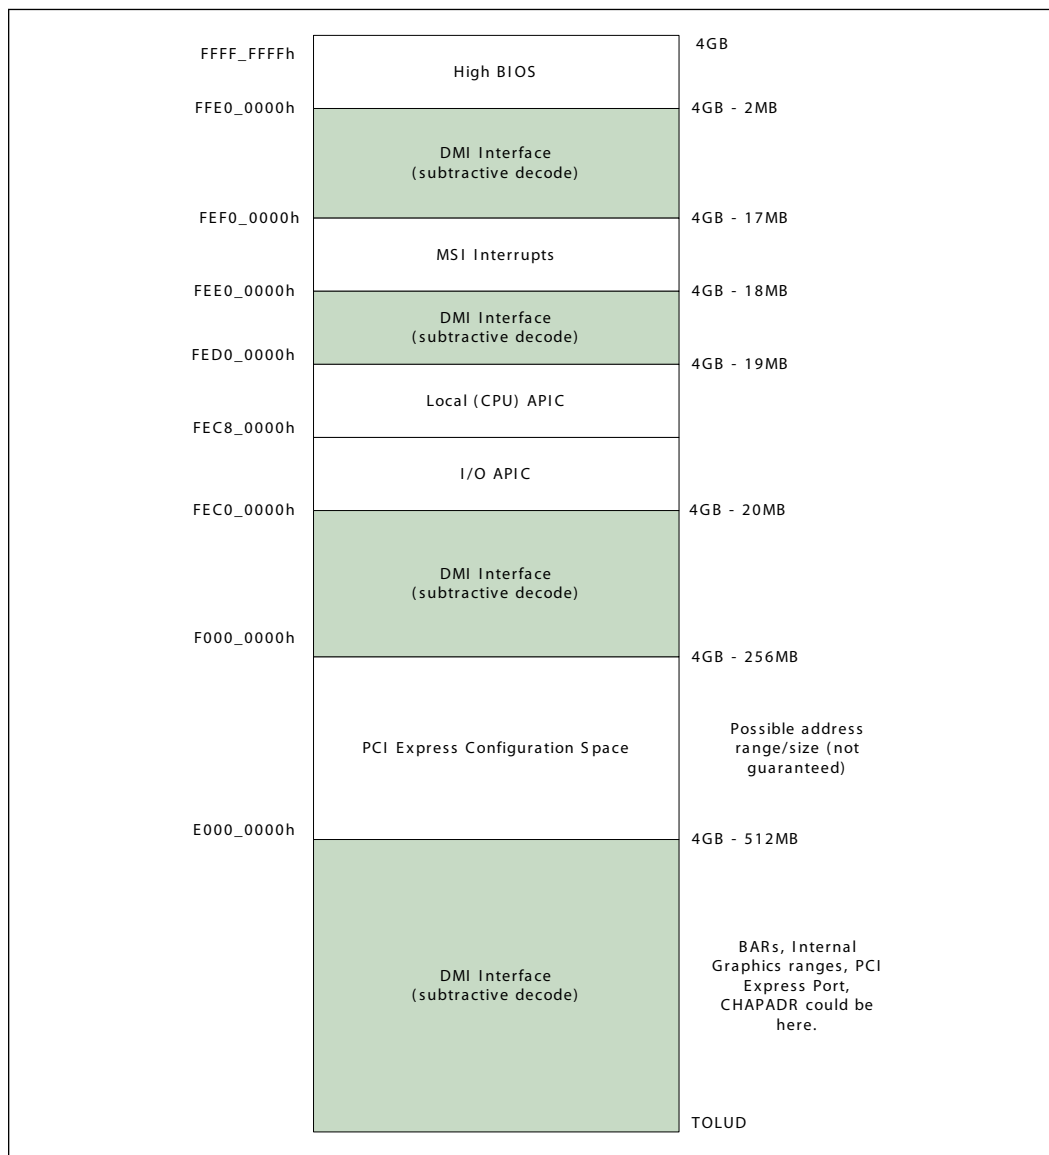 FFFF_FFFFh
4GB
High BIOS
FFE0_0000h
4GB - 2MB
DMI Interface
(subtractive decode)
FEF0_0000h
4GB - 17MB
MSI Interrupts
FEE0_0000h
4GB - 18MB
DMI Interface
(subtractive decode)
FED0_0000h
4GB - 19MB
Local (CPU) APIC
FEC8_0000h
I/O APIC
FEC0_0000h
4GB - 20MB
DMI Interface
(subtractive decode)
F000_0000h
4GB - 256MB
PCI Express Configuration Space
Possible address
range/size (not
guaranteed)
E000_0000h
4GB - 512MB
DMI Interface
(subtractive decode)
BARs, Internal
Graphics ranges, PCI
Express Port,
CHAPADR could be
here.
TOLUD